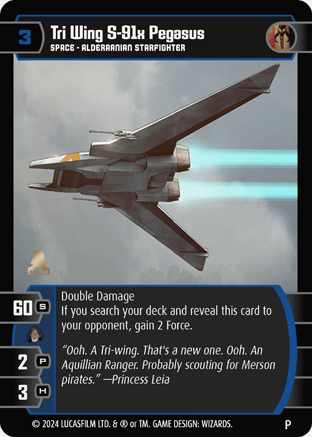 3
Tri Wing S-91x Pegasus
SPACE • ALDERAANIAN STARFIGHTER
60 S
Double Damage
If you search your deck and reveal this card to
your opponent, gain 2 Force.
2 P
“Ooh. A Tri-wing. That's a new one. Ooh. An
Aquillian Ranger. Probably scouting for Merson
pirates.” —Princess Leia
3 H
© 2024 LUCASFILM LTD. & ® or TM. GAME DESIGN: WIZARDS.
P